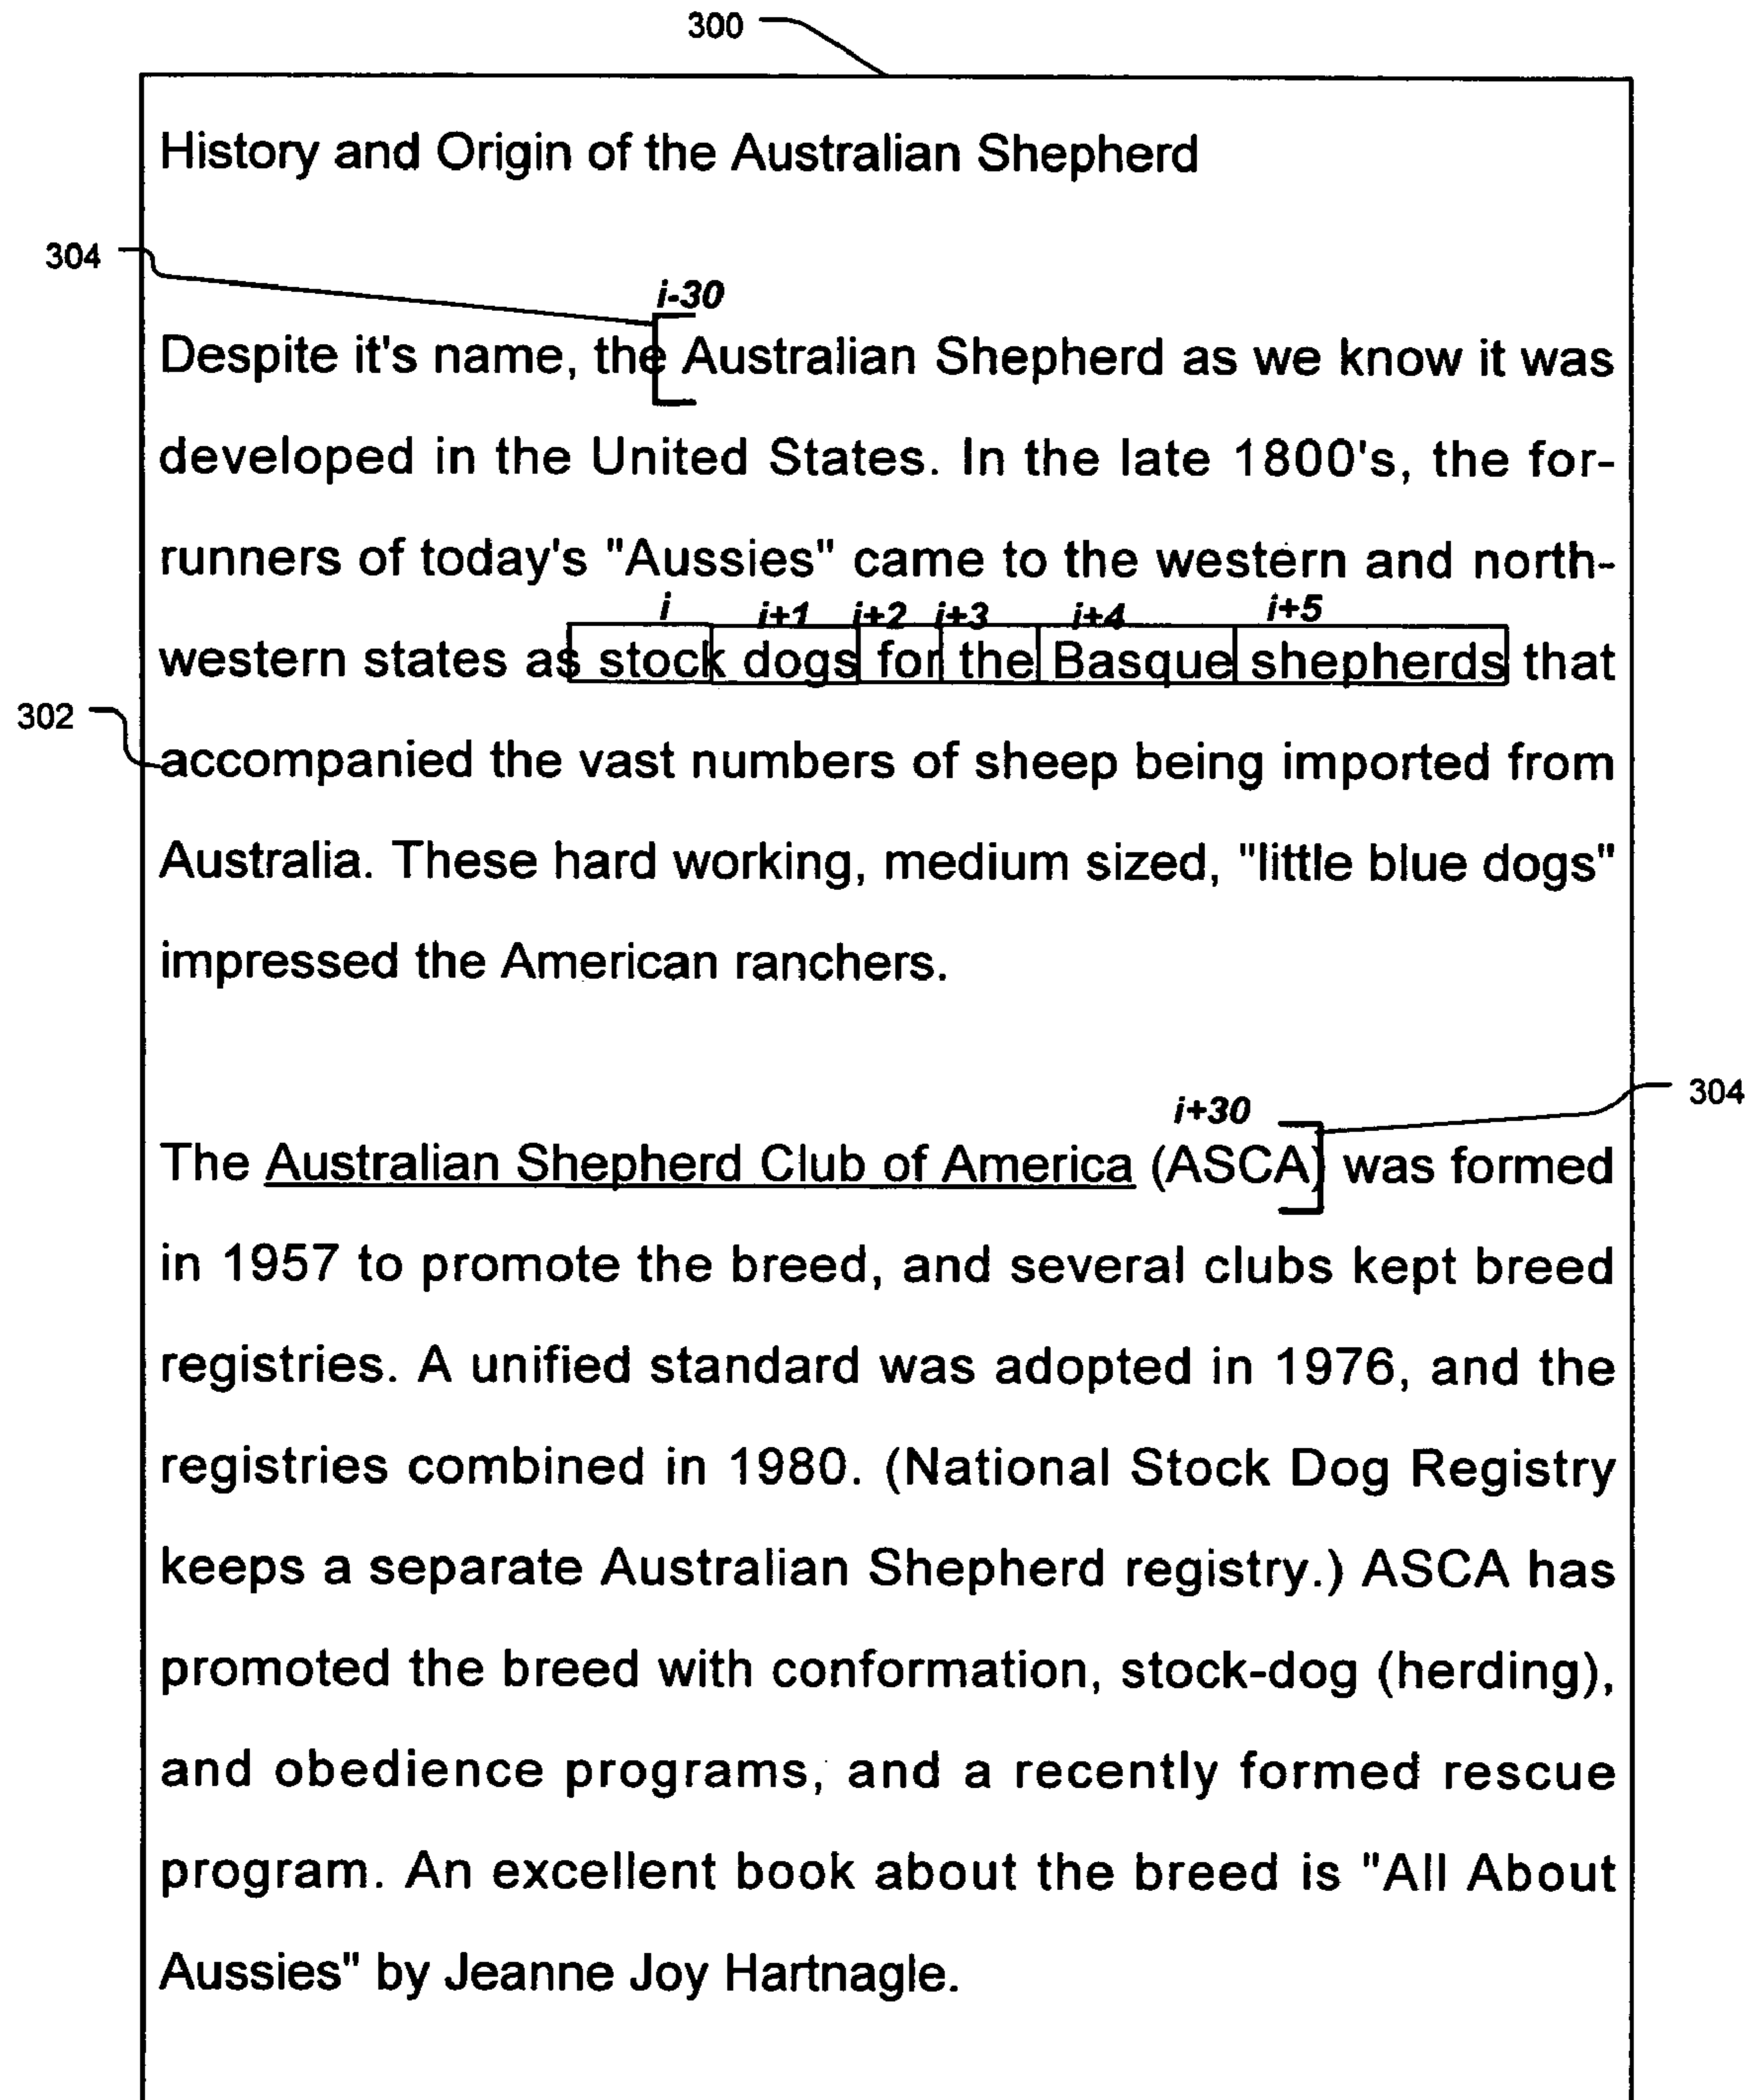 300
History and Origin of the Australian Shepherd
304
i-30
Despite it's name, the Australian Shepherd as we know it was
developed in the United States. In the late 1800's, the for-
runners of today's "Aussies" came to the western and north-
i i+1 i+2 i+3 i+4 i+5
western states as stock dogs for the Basque shepherds that
302
accompanied the vast numbers of sheep being imported from
Australia. These hard working, medium sized, "little blue dogs"
impressed the American ranchers.
304
i+30
The Australian Shepherd Club of America (ASCA) was formed
in 1957 to promote the breed, and several clubs kept breed
registries. A unified standard was adopted in 1976, and the
registries combined in 1980. (National Stock Dog Registry
keeps a separate Australian Shepherd registry.) ASCA has
promoted the breed with conformation, stock-dog (herding),
and obedience programs, and a recently formed rescue
program. An excellent book about the breed is "All About
Aussies" by Jeanne Joy Hartnagle.